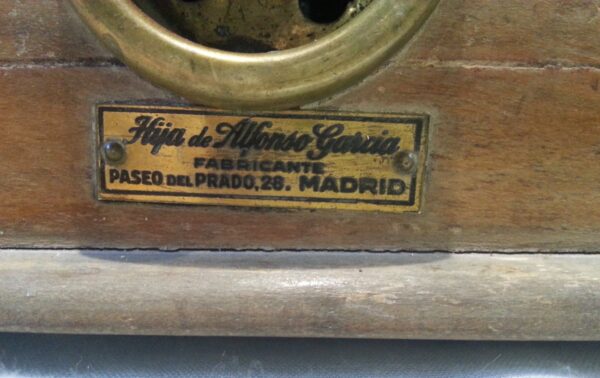 Hija de Alfonso Garcia
FABRICANTE
PASEO DEL PRADO, 28. MADRID